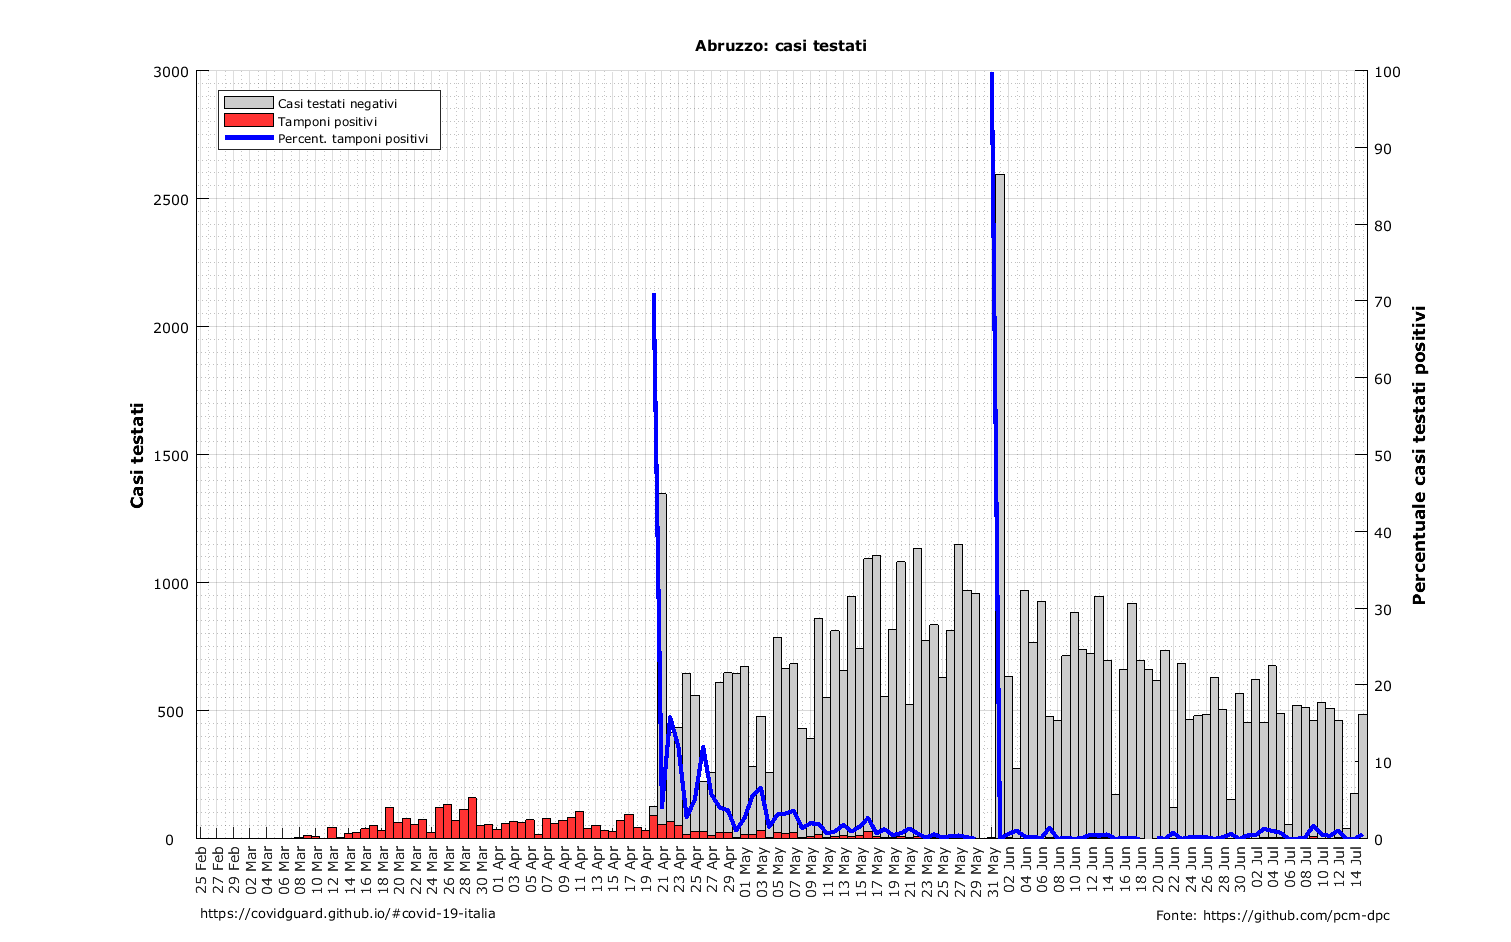 Abruzzo: casi testati
3000
2500
2000
1500
1000
500
0
Casi testati
Casi testati negativi
Tamponi positivi
Percent. tamponi positivi
100
90
80
70
60
50
40
30
20
10
0
Percentuale casi testati positivi
25 Feb
27 Feb
29 Feb
02 Mar
04 Mar
06 Mar
08 Mar
10 Mar
12 Mar
14 Mar
16 Mar
18 Mar
20 Mar
22 Mar
24 Mar
26 Mar
28 Mar
30 Mar
01 Apr
03 Apr
05 Apr
07 Apr
09 Apr
11 Apr
13 Apr
15 Apr
17 Apr
19 Apr
21 Apr
23 Apr
25 Apr
27 Apr
29 Apr
01 May
03 May
05 May
07 May
09 May
11 May
13 May
15 May
17 May
19 May
21 May
23 May
25 May
27 May
29 May
31 May
02 Jun
04 Jun
06 Jun
08 Jun
10 Jun
12 Jun
14 Jun
16 Jun
18 Jun
20 Jun
22 Jun
24 Jun
26 Jun
28 Jun
30 Jun
02 Jul
04 Jul
06 Jul
08 Jul
10 Jul
12 Jul
14 Jul
https://covidguard.github.io/#covid-19-italia
Fonte: https://github.com/pcm-dpc